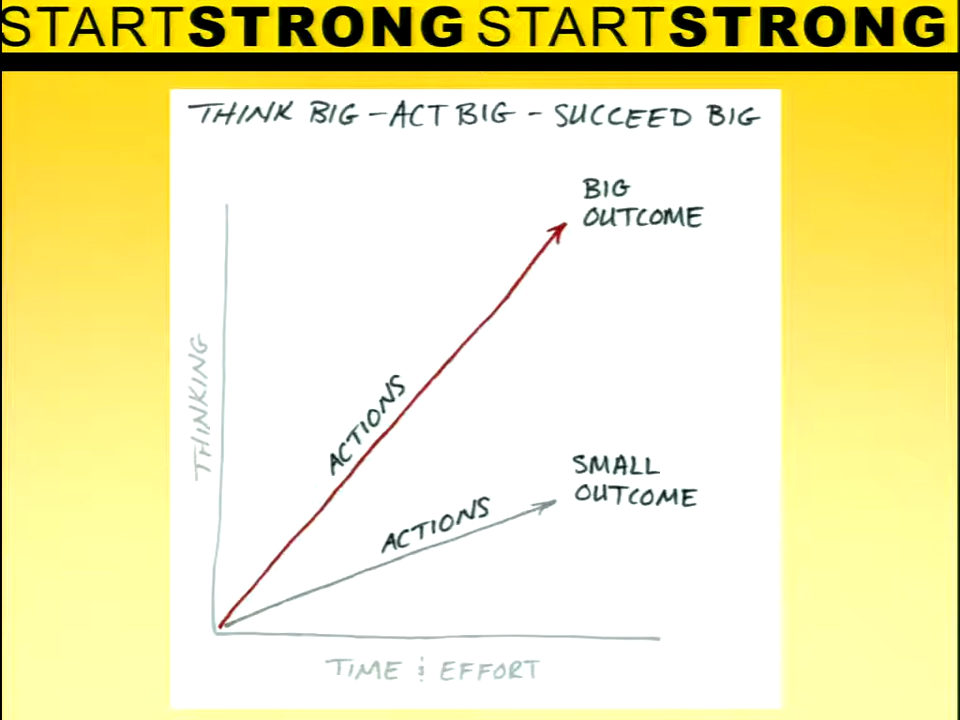 STARTSTRONG STARTSTRONG
THINK BIG - ACT BIG - SUCCEED BIG
BIG
OUTCOME
THINKING
ACTIONS
SMALL
OUTCOME
ACTIONS
TIME & EFFORT